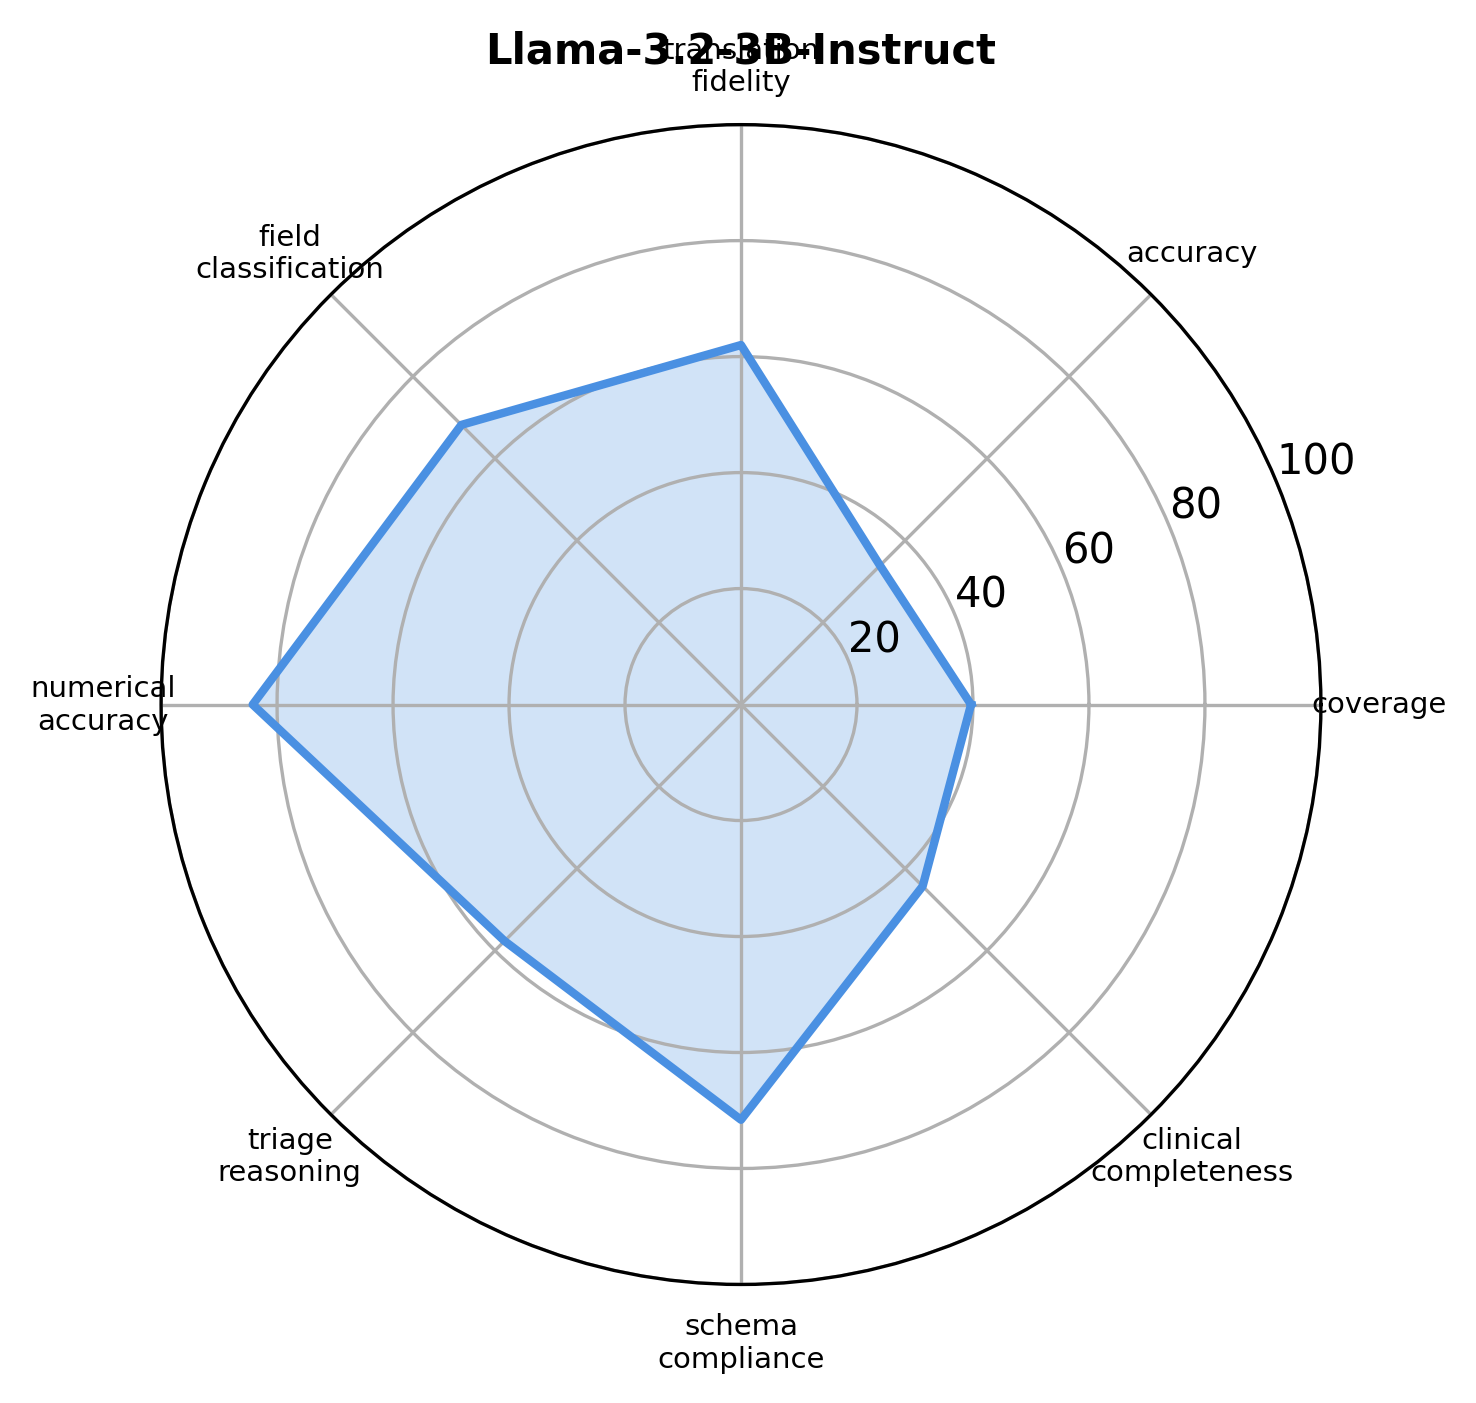 Llama-3.2-3B-Instruct
translation
fidelity
field
classification
accuracy
100
80
60
40
20
numerical
accuracy
coverage
triage
reasoning
clinical
completeness
schema
compliance